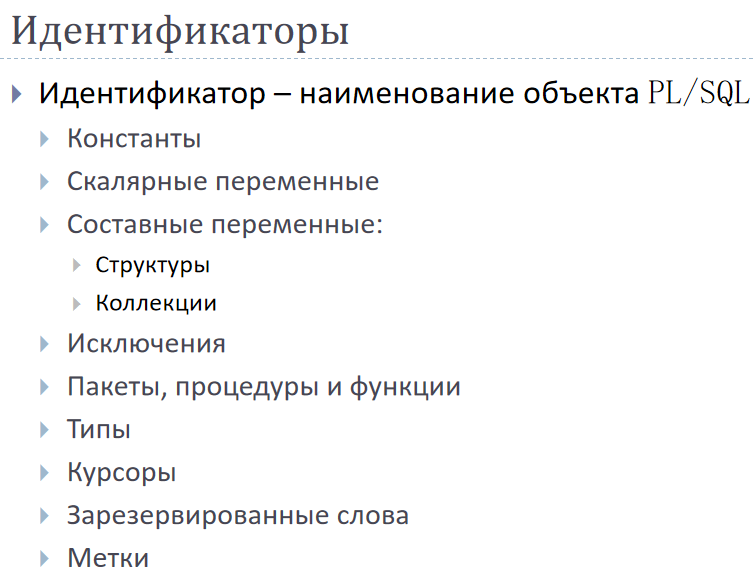 Идентификаторы
Идентификатор – наименование объекта PL/SQL
Константы
Скалярные переменные
Составные переменные:
Структуры
Коллекции
Исключения
Пакеты, процедуры и функции
Типы
Курсоры
Зарезервированные слова
Метки